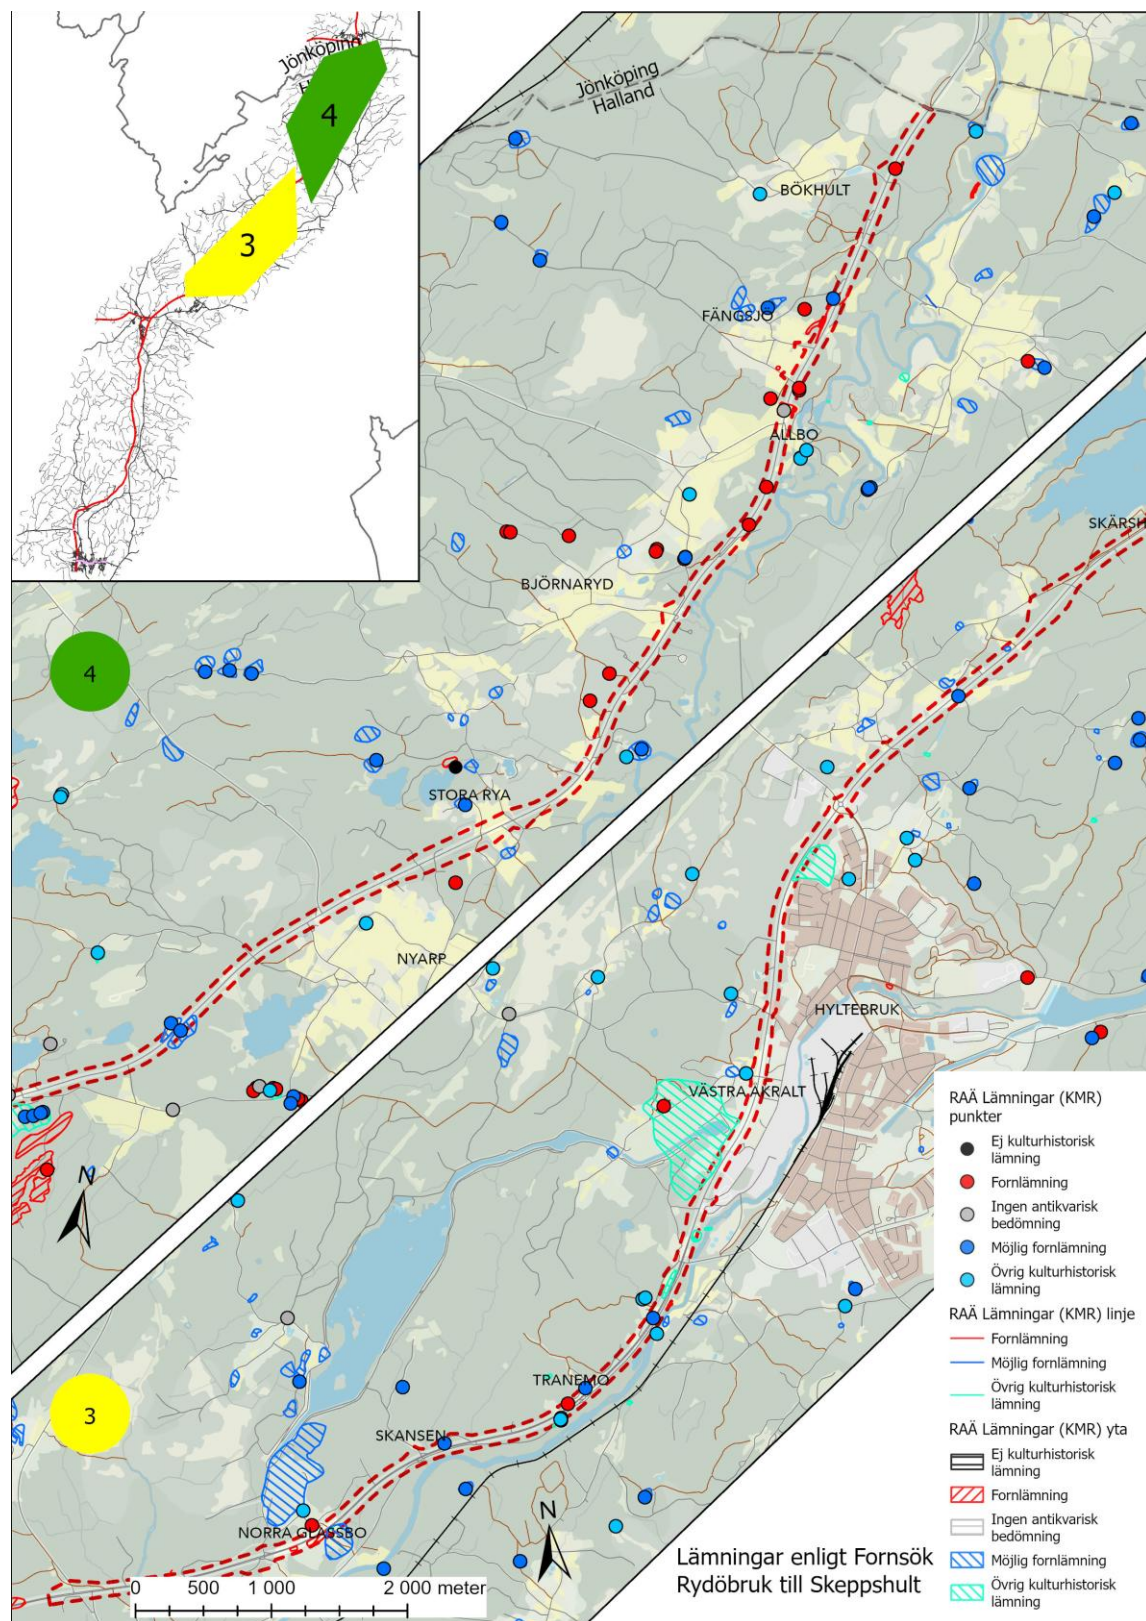 Jönköping
H
4
3
Jönköping
Halland
BÖKHULT
FÄNGSJÖ
ALLBO
SKÄRSH
BJÖRNARYD
4
STORA RYA
NYARP
HYLTEBRUK
VÄSTRA ÅKRALT
N
TRANEMO
3
SKANSEN
NORRA GLASSBO
N
0 500 1 000 2 000 meter
Lämningar enligt Fornsök
Rydöbruk till Skeppshult
RAÄ Lämningar (KMR)
punkter
Ej kulturhistorisk
lämning
Fornlämning
Ingen antikvarisk
bedömning
Möjlig fornlämning
Övrig kulturhistorisk
lämning
RAÄ Lämningar (KMR) linje
Fornlämning
Möjlig fornlämning
Övrig kulturhistorisk
lämning
RAÄ Lämningar (KMR) yta
Ej kulturhistorisk
lämning
Fornlämning
Ingen antikvarisk
bedömning
Möjlig fornlämning
Övrig kulturhistorisk
lämning